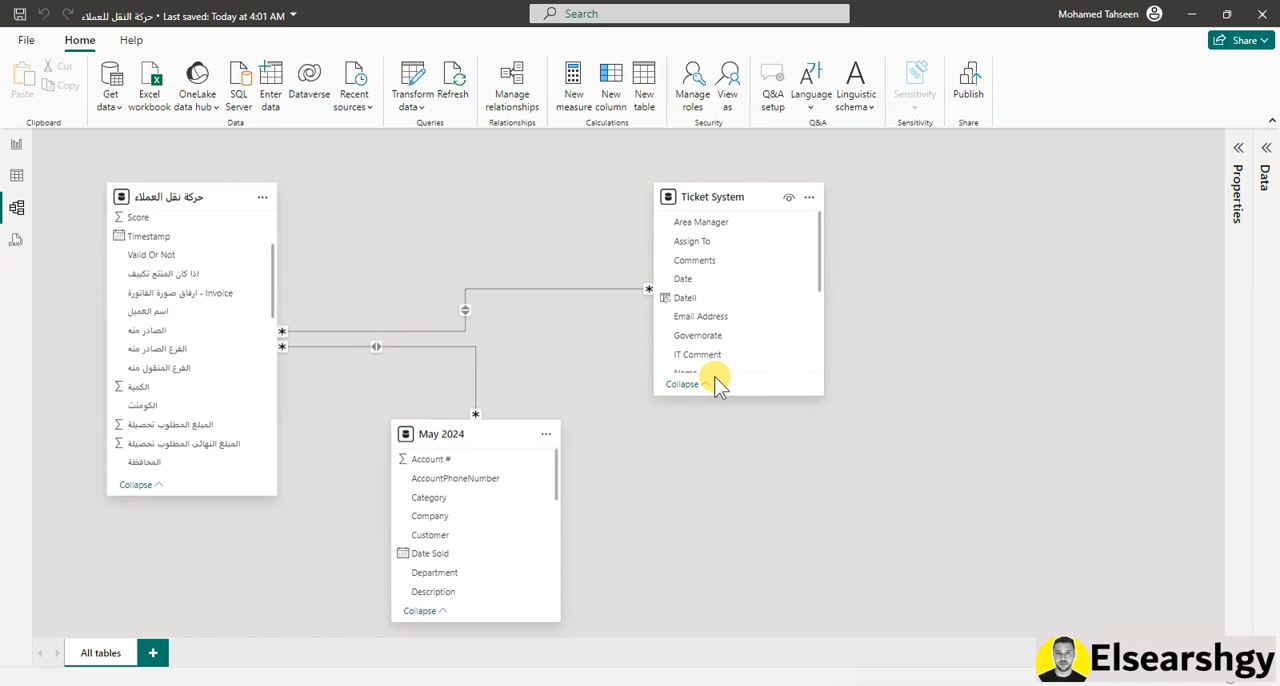 حركة النقل للعملاء • Last saved: Today at 4:01 AM
Search
Mohamed Tahseen
File
Home
Help
Share
Paste
Cut
Copy
Clipboard
Get data
Excel workbook
OneLake data hub
SQL Server
Enter data
Dataverse
Recent sources
Data
Transform data
Refresh
Queries
Manage relationships
Relationships
New measure
New column
New table
Calculations
Manage roles
View as
Security
Q&A setup
Language
Linguistic schema
Q&A
Sensitivity
Sensitivity
Publish
Share
حركة نقل العملاء
Score
Timestamp
Valid Or Not
اذا كان المنتج تكييف
Invoice - ارفاق صورة الفاتورة
اسم العميل
الصادر منه
الفرع الصادر منه
الفرع المنقول منه
الكمية
الكومنت
المبلغ المطلوب تحصيلة
المبلغ النهائى المطلوب تحصيلة
المحافظة
Collapse
Ticket System
Area Manager
Assign To
Comments
Date
Email Address
Governorate
IT Comment
Collapse
May 2024
Account #
AccountPhoneNumber
Category
Company
Customer
Date Sold
Department
Description
Collapse
Properties
Data
All tables
Elsearshgy